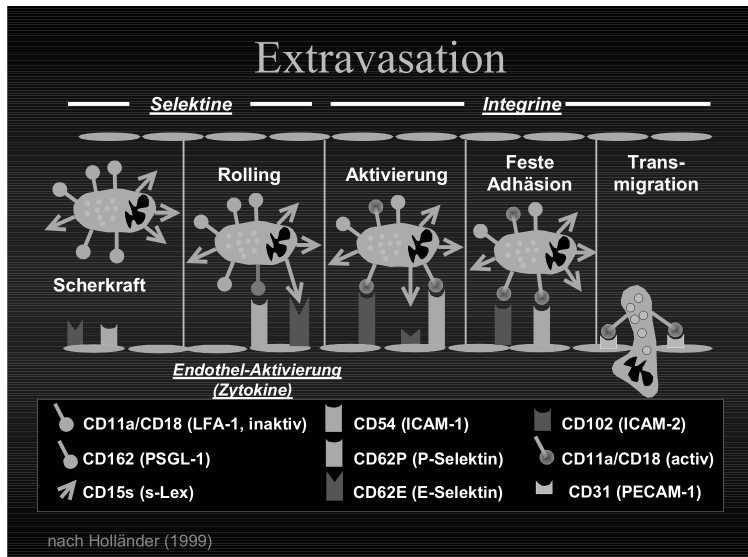 Extravasation
Selektine
Integrine
Rolling
Aktivierung
Feste
Adhäsion
Trans-
migration
Scherkraft
Endothel-Aktivierung
(Zytokine)
CD11a/CD18 (LFA-1, inaktiv)
CD54 (ICAM-1)
CD102 (ICAM-2)
CD162 (PSGL-1)
CD62P (P-Selektin)
CD11a/CD18 (activ)
CD15s (s-Lex)
CD62E (E-Selektin)
CD31 (PECAM-1)
nach Holländer (1999)